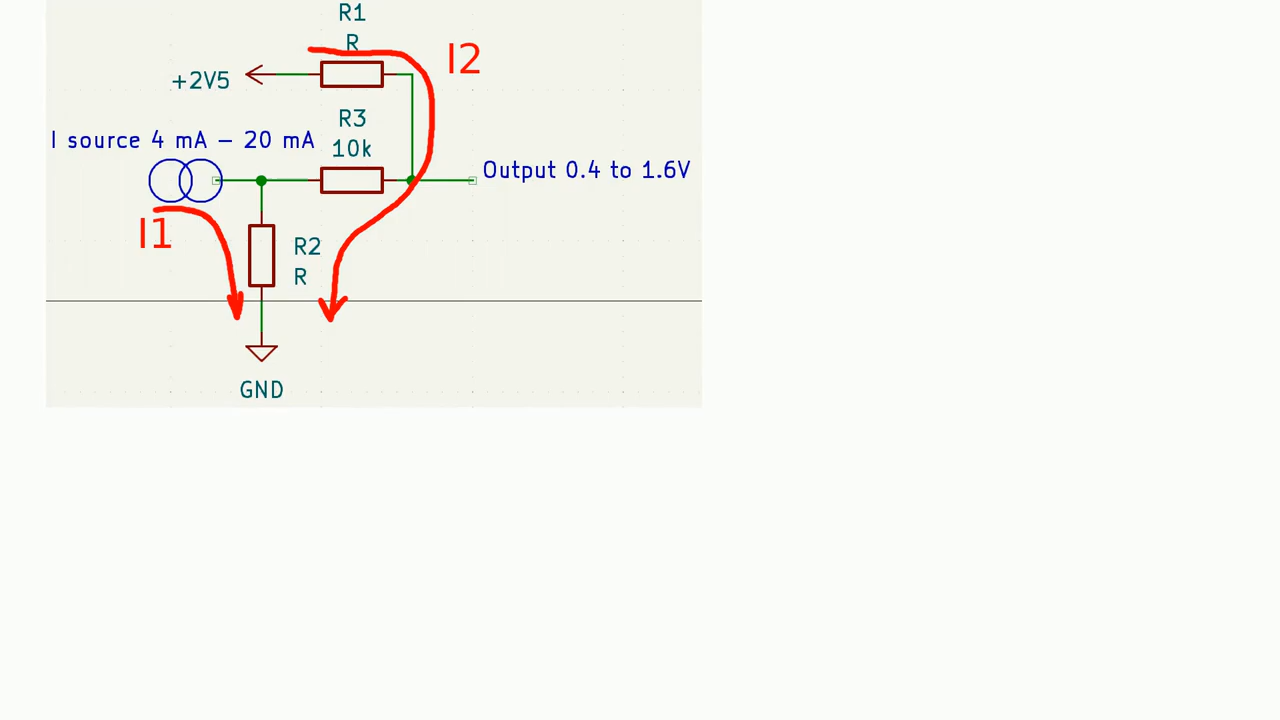 R1
R
I2
+2V5
R3
I source 4 mA – 20 mA
10k
Output 0.4 to 1.6V
I1
R2
R
GND